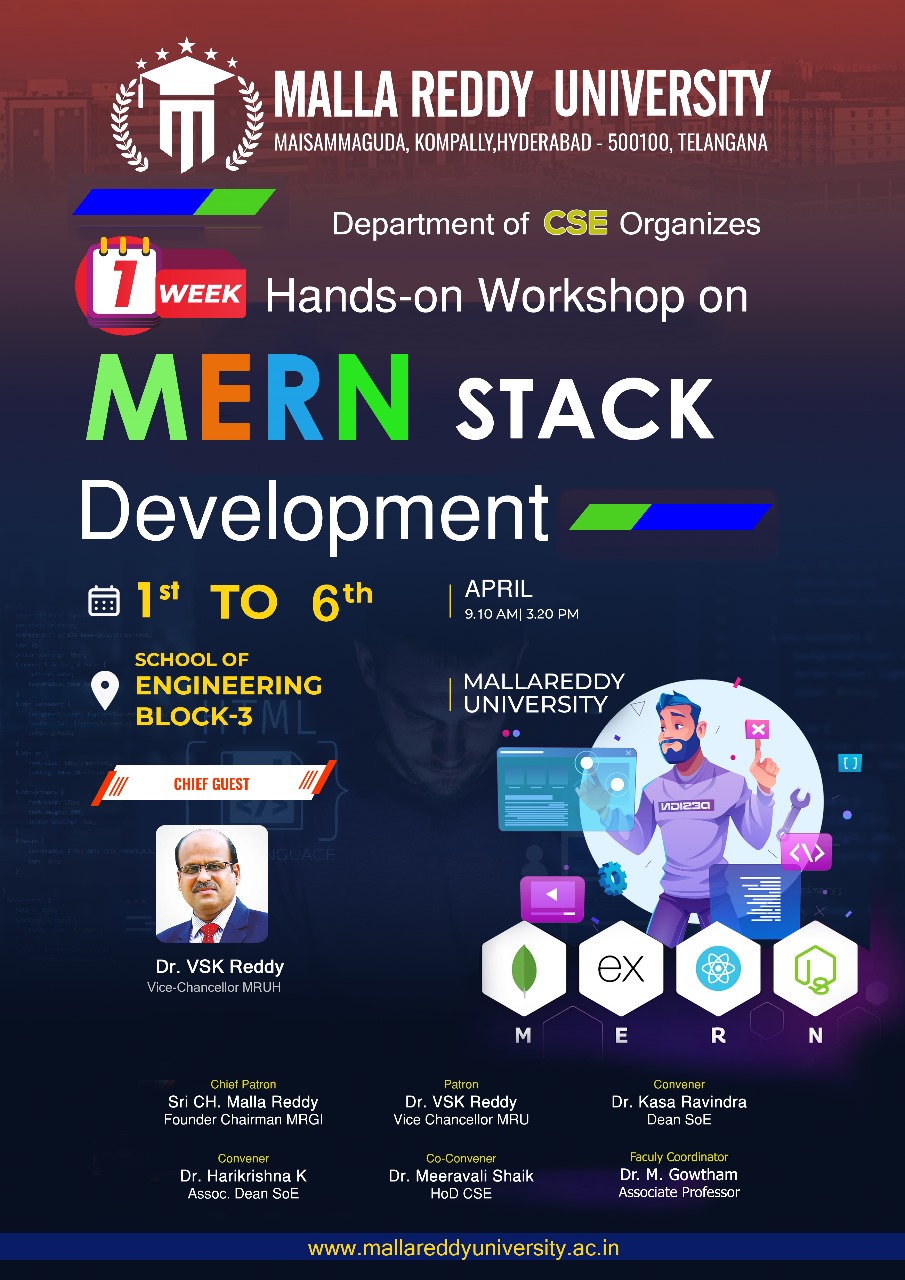 MALLA REDDY UNIVERSITY
MAISAMMAGUDA, KOMPALLY,HYDERABAD - 500100, TELANGANA
Department of CSE Organizes
1 WEEK Hands-on Workshop on
MERN STACK
Development
1st TO 6th
APRIL
9.10 AM| 3.20 PM
SCHOOL OF
ENGINEERING
BLOCK-3
MALLAREDDY
UNIVERSITY
HTML
CHIEF GUEST
DESIGN
Dr. VSK Reddy
Vice-Chancellor MRUH
ex
JS
M E R N
Chief Patron
Sri CH. Malla Reddy
Founder Chairman MRGI
Patron
Dr. VSK Reddy
Vice Chancellor MRU
Convener
Dr. Kasa Ravindra
Dean SoE
Convener
Dr. Harikrishna K
Assoc. Dean SoE
Co-Convener
Dr. Meeravali Shaik
HoD CSE
Faculy Coordinator
Dr. M. Gowtham
Associate Professor
www.mallareddyuniversity.ac.in